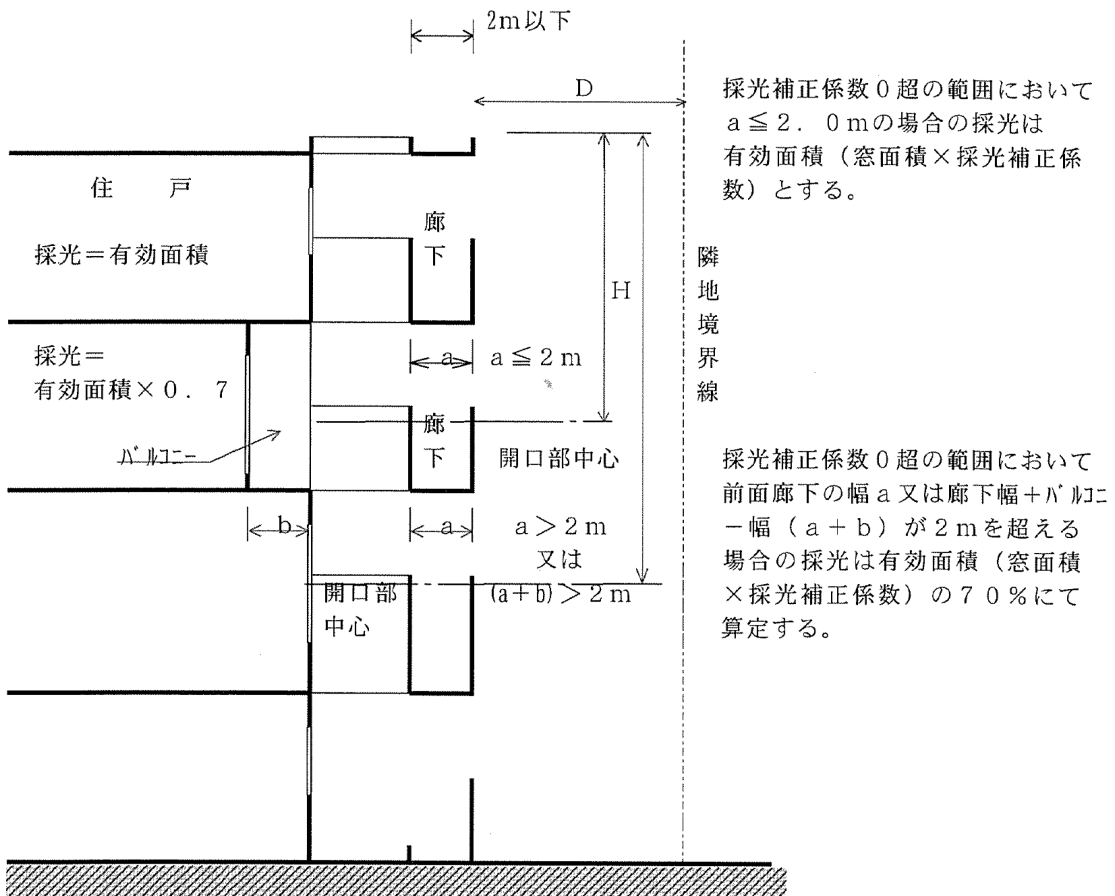 2m以下
D
採光補正係数０超の範囲において
a≦２．０mの場合の採光は
有効面積（窓面積×採光補正係
数）とする。
住　戸
採光＝有効面積
廊下
H
隣地境界線
採光＝
有効面積×０．７
a
a≦２m
バルコニー
廊下
開口部中心
採光補正係数０超の範囲において
前面廊下の幅a又は廊下幅＋バルコニ
ー幅（a＋b）が２mを超える
場合の採光は有効面積（窓面積
×採光補正係数）の７０％にて
算定する。
b
a
a＞２m
又は
(a+b)＞２m
開口部
中心